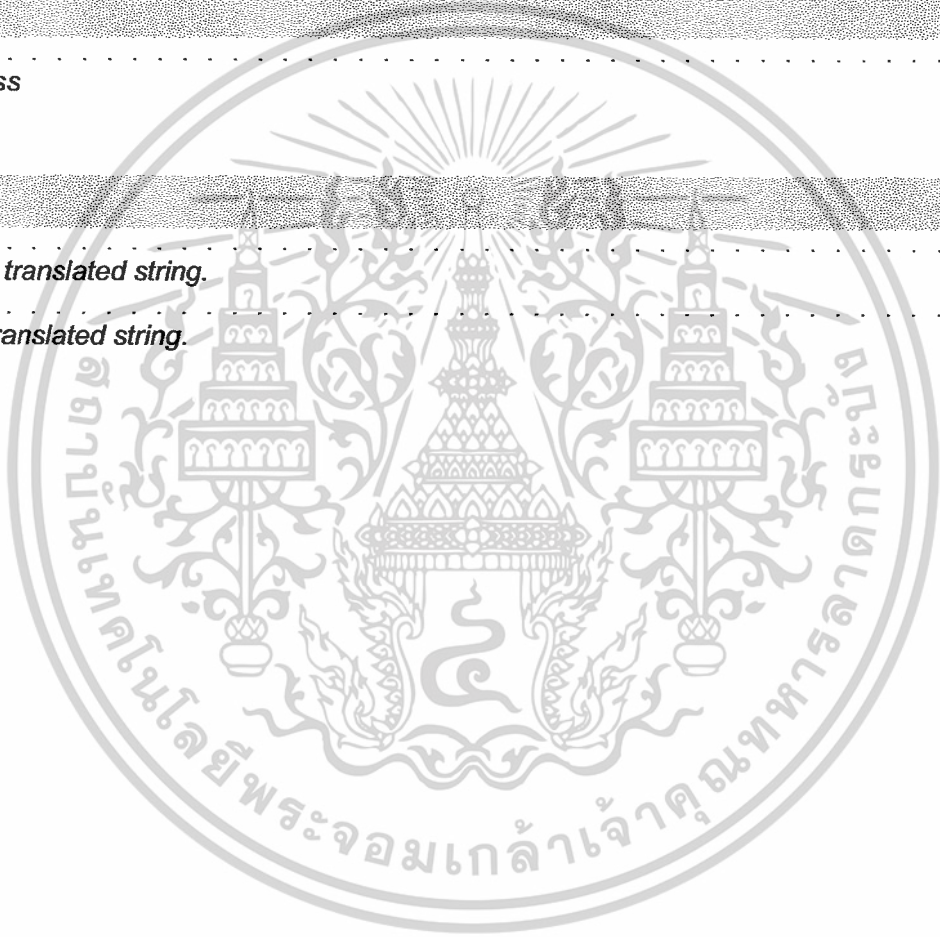 ss
translated string.
ranslated string.
สถาบันเทคโนโลยีพระจอมเกล้าเจ้าคุณทหารลาดกระบัง
๔